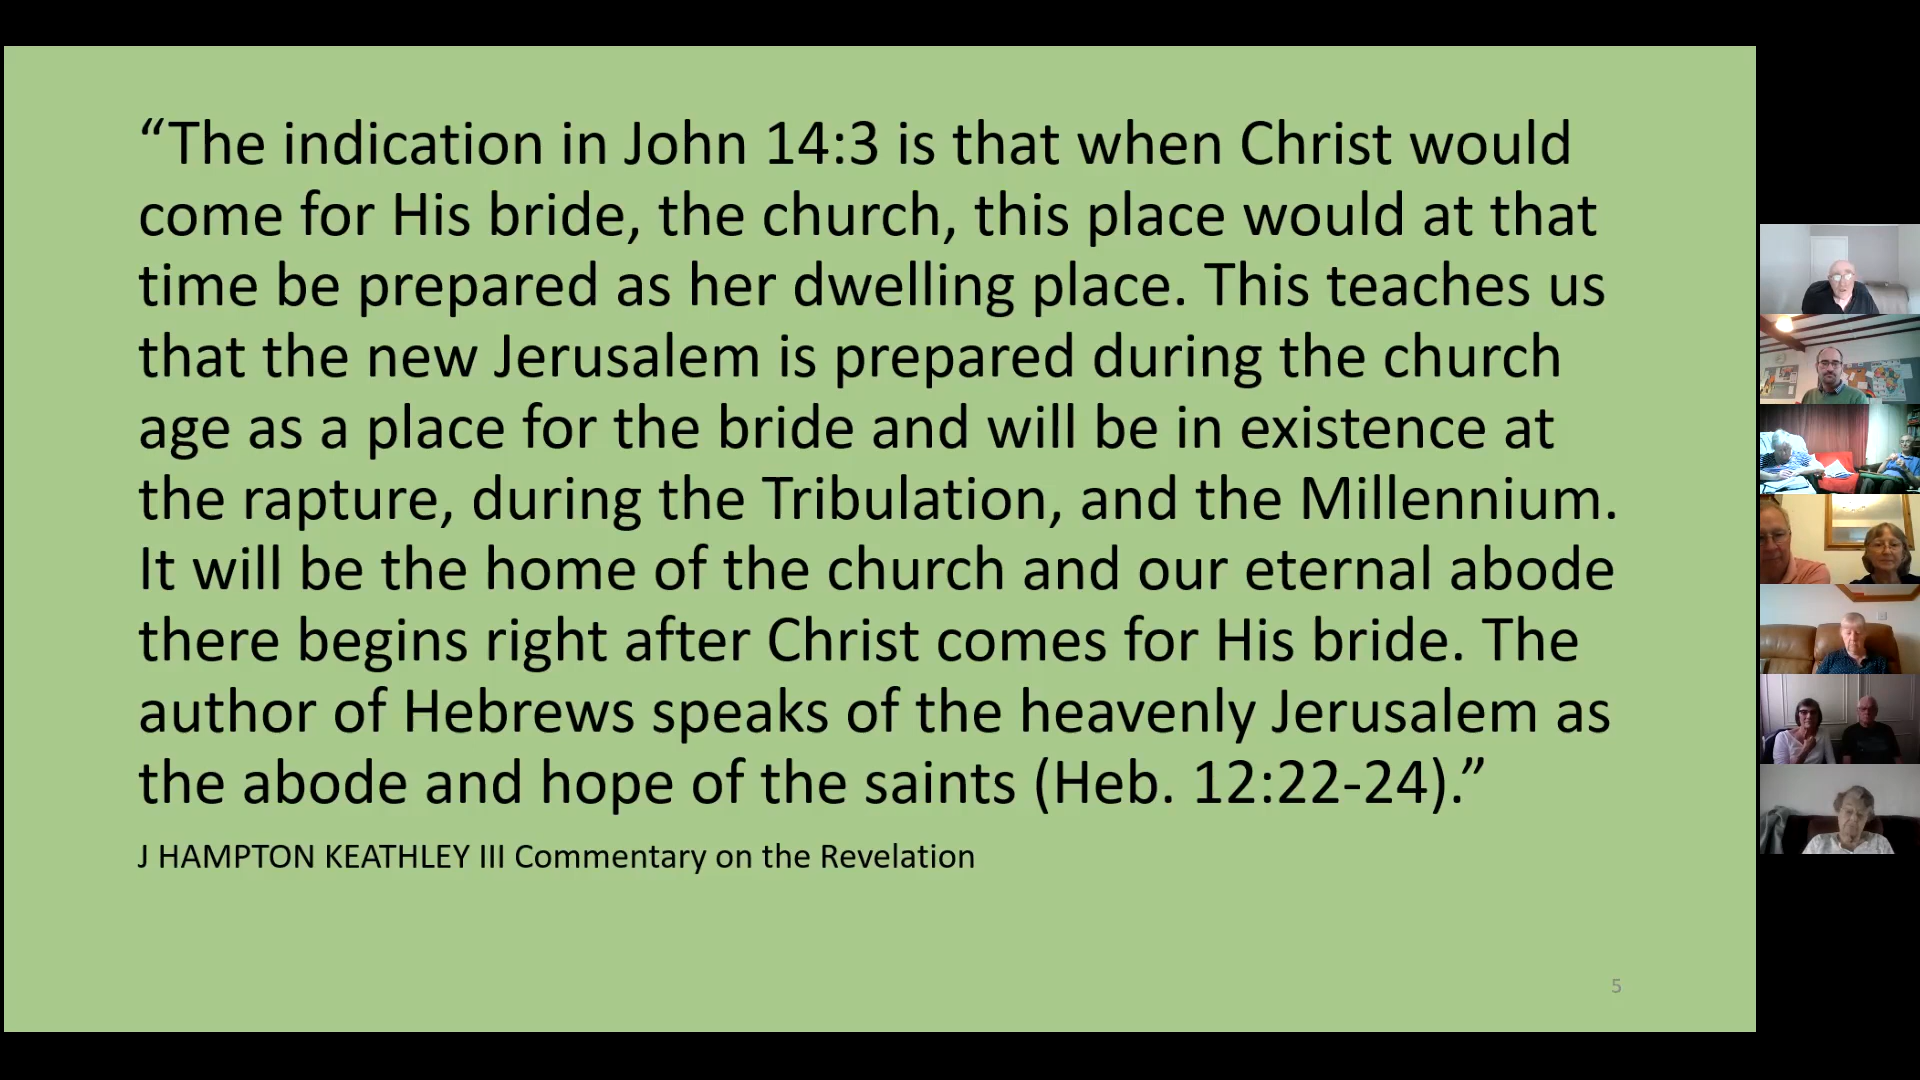 “The indication in John 14:3 is that when Christ would
come for His bride, the church, this place would at that
time be prepared as her dwelling place. This teaches us
that the new Jerusalem is prepared during the church
age as a place for the bride and will be in existence at
the rapture, during the Tribulation, and the Millennium.
It will be the home of the church and our eternal abode
there begins right after Christ comes for His bride. The
author of Hebrews speaks of the heavenly Jerusalem as
the abode and hope of the saints (Heb. 12:22-24).”
J HAMPTON KEATHLEY III Commentary on the Revelation
5